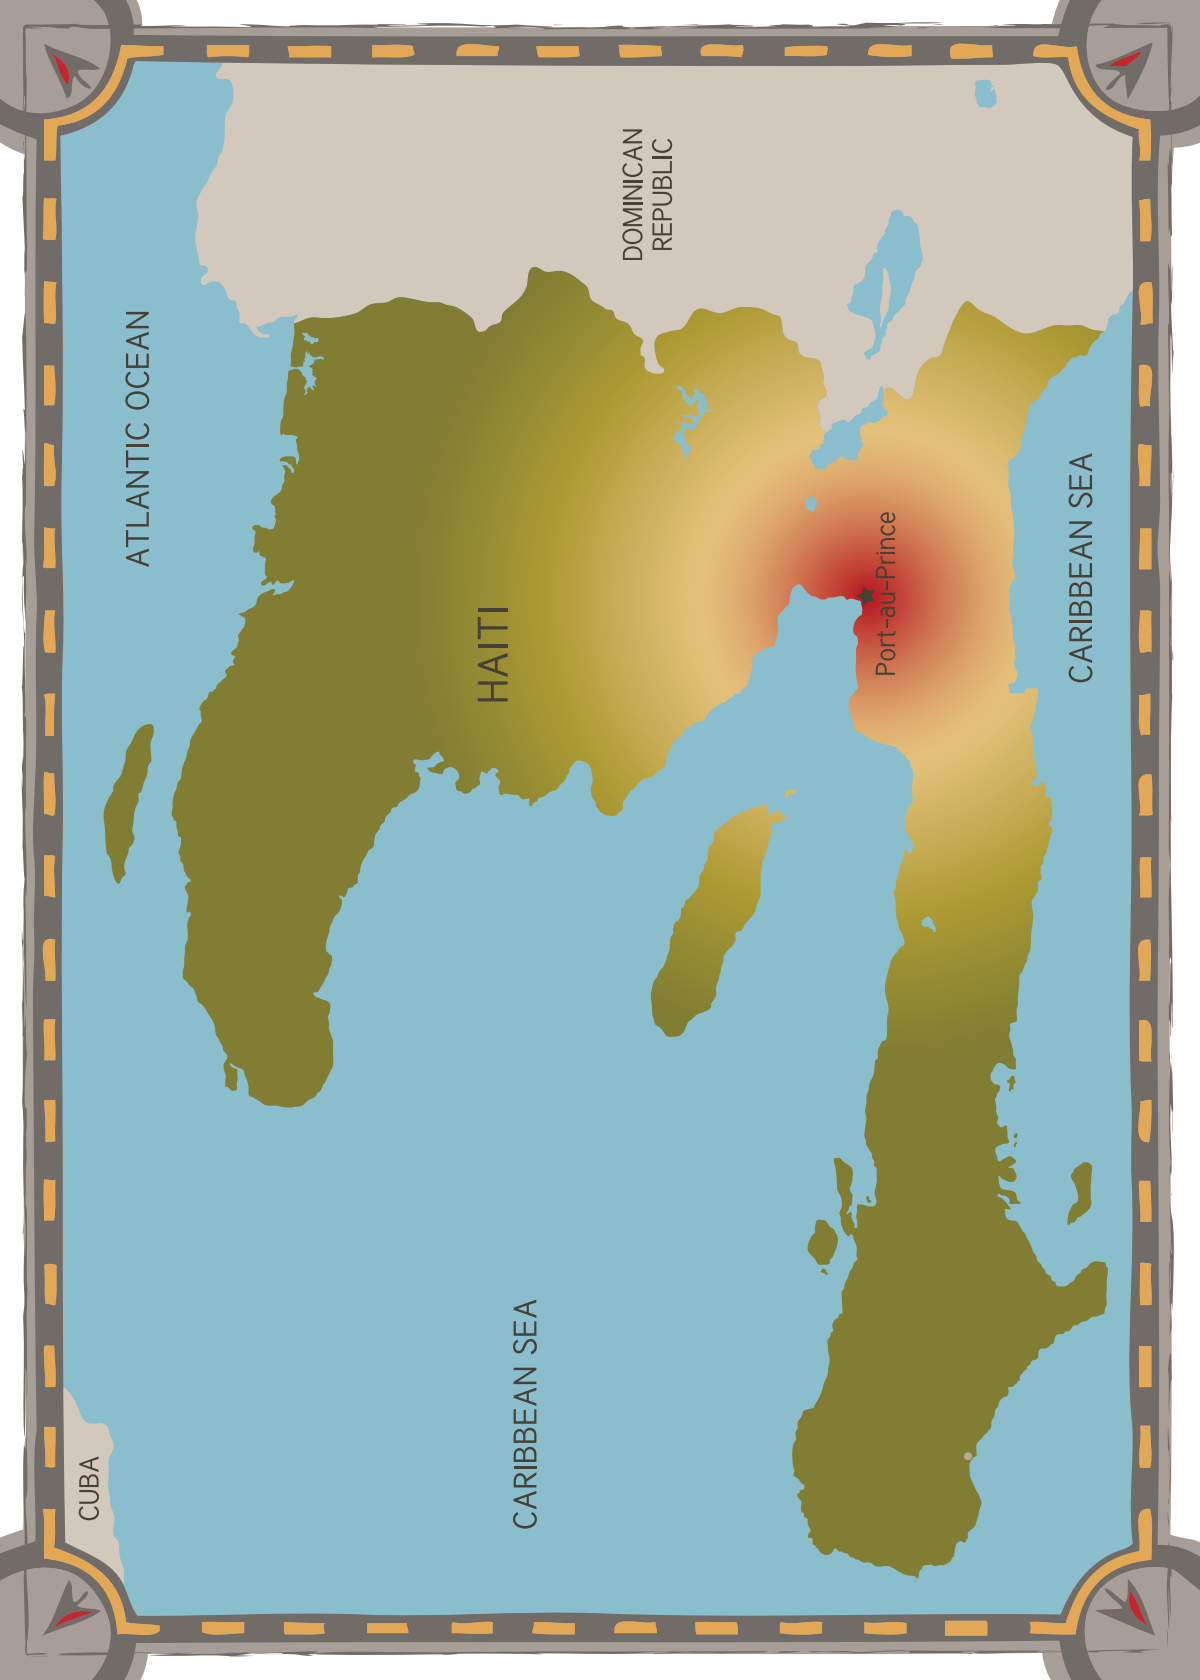 ATLANTIC OCEAN
CUBA
DOMINICAN
REPUBLIC
HAITI
CARIBBEAN SEA
Port-au-Prince
CARIBBEAN SEA